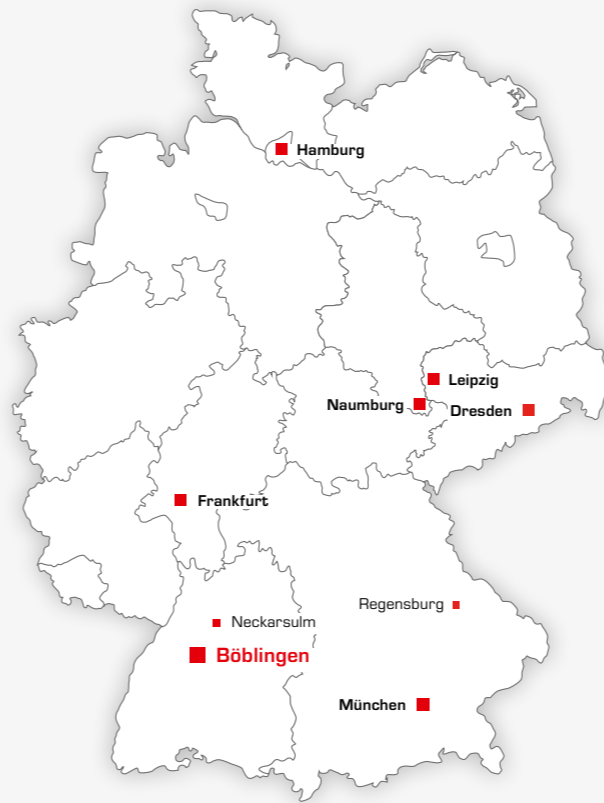 Hamburg
Leipzig
Naumburg
Dresden
Frankfurt
Regensburg
Neckarsulm
Böblingen
München